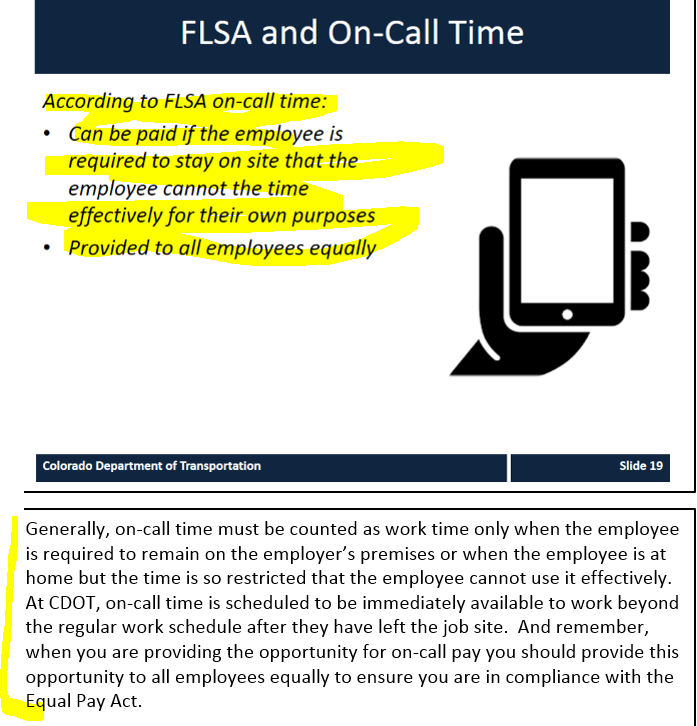 FLSA and On-Call Time
According to FLSA on-call time:
• Can be paid if the employee is
required to stay on site that the
employee cannot the time
effectively for their own purposes
• Provided to all employees equally
Colorado Department of Transportation
Slide 19
Generally, on-call time must be counted as work time only when the employee
is required to remain on the employer's premises or when the employee is at
home but the time is so restricted that the employee cannot use it effectively.
At CDOT, on-call time is scheduled to be immediately available to work beyond
the regular work schedule after they have left the job site.  And remember,
when you are providing the opportunity for on-call pay you should provide this
opportunity to all employees equally to ensure you are in compliance with the
Equal Pay Act.